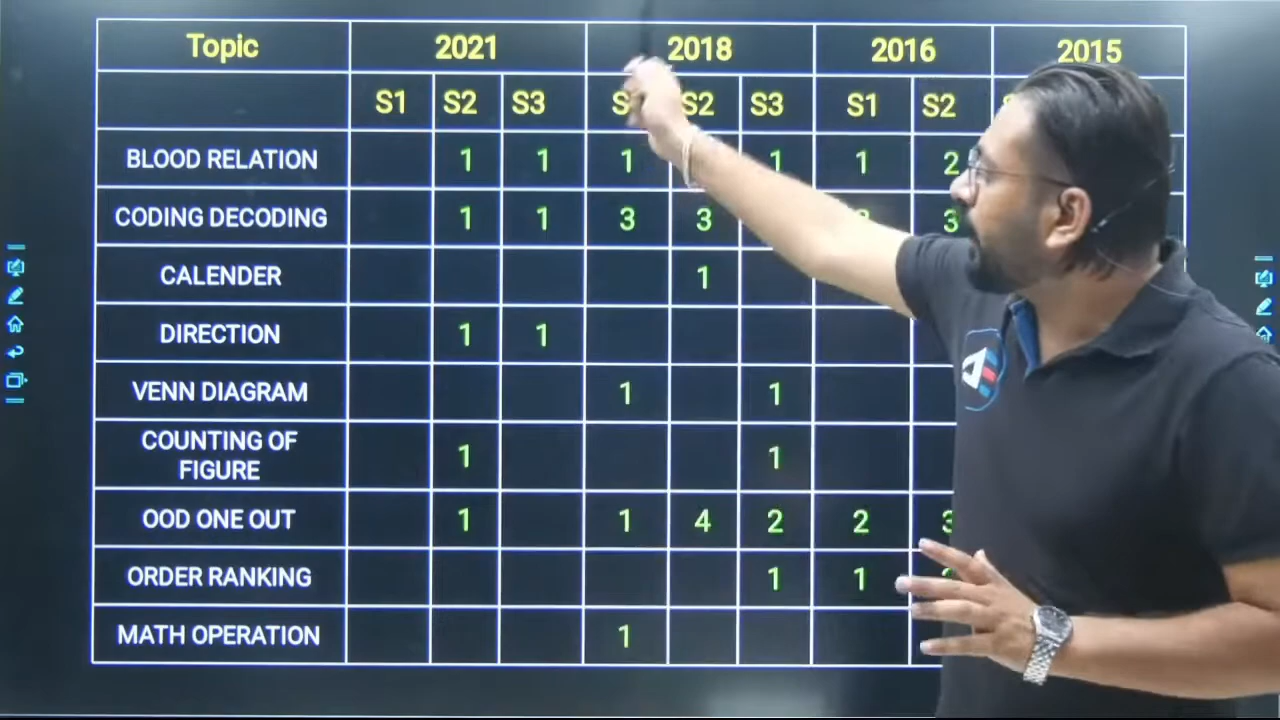 Topic 2021 2018 2016 2015
S1 S2 S3 S2 S3 S1 S2
BLOOD RELATION 1 1 1 1 1 2
CODING DECODING 1 1 3 3 3
CALENDER 1
DIRECTION 1 1
VENN DIAGRAM 1 1
COUNTING OF
FIGURE 1 1
OOD ONE OUT 1 1 4 2 2 3
ORDER RANKING 1 1
MATH OPERATION 1